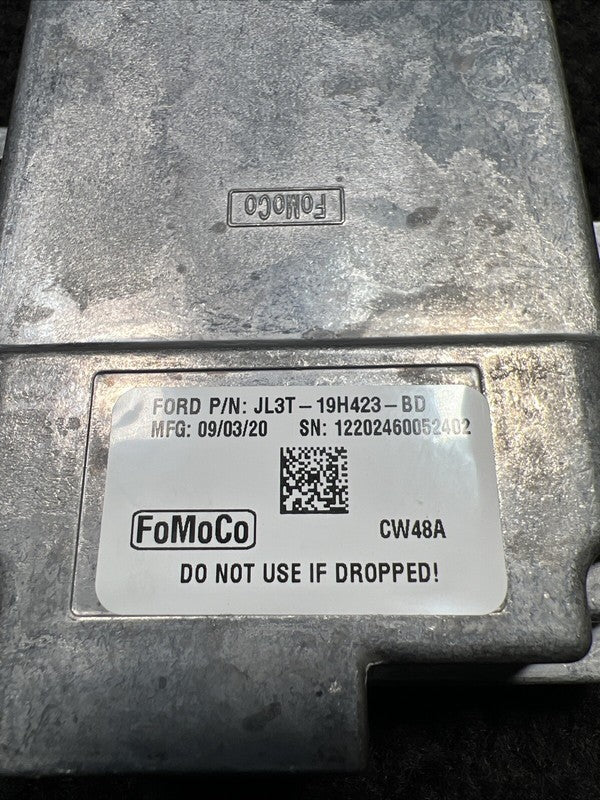 FoMoCo
FORD P/N: JL3T-19H423-BD
MFG: 09/03/20 SN: 12202460052402
FoMoCo CW48A
DO NOT USE IF DROPPED!